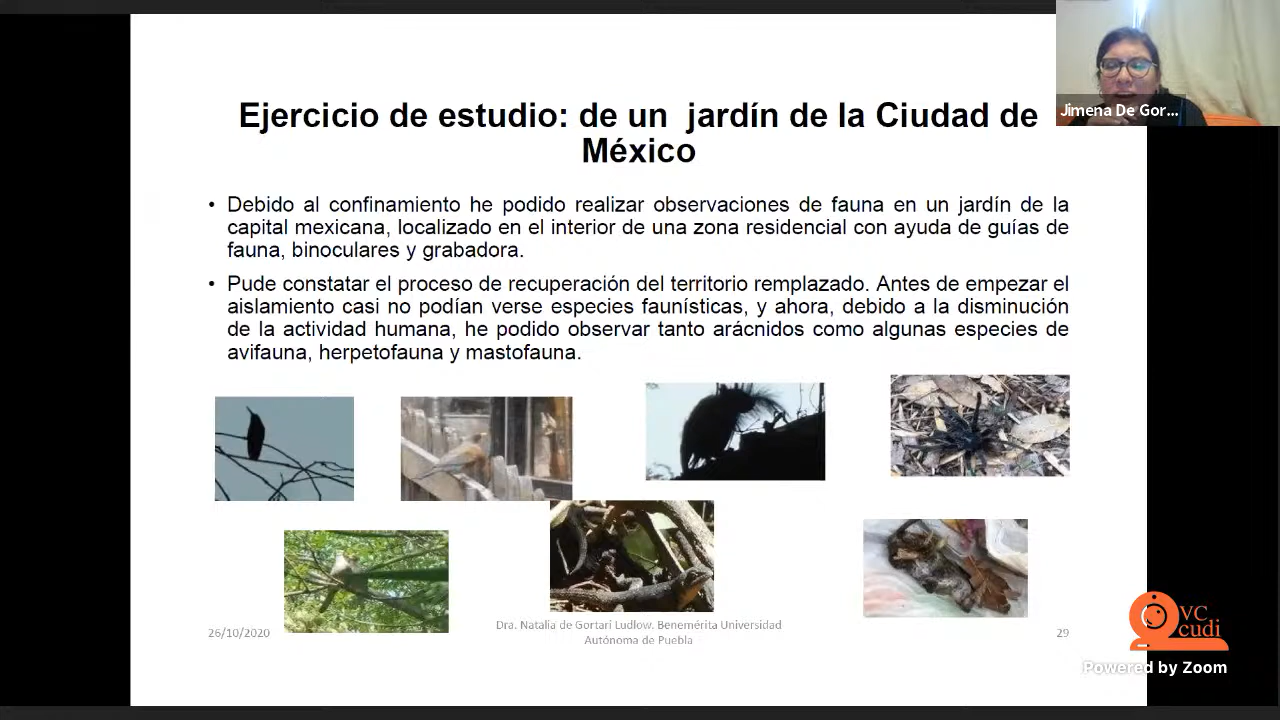 Jimena De Gor...
Ejercicio de estudio: de un jardín de la Ciudad de
México
• Debido al confinamiento he podido realizar observaciones de fauna en un jardín de la
capital mexicana, localizado en el interior de una zona residencial con ayuda de guías de
fauna, binoculares y grabadora.
• Pude constatar el proceso de recuperación del territorio remplazado. Antes de empezar el
aislamiento casi no podían verse especies faunísticas, y ahora, debido a la disminución
de la actividad humana, he podido observar tanto arácnidos como algunas especies de
avifauna, herpetofauna y mastofauna.
26/10/2020
Dra. Natalia de Gortari Ludlow. Benemérita Universidad
Autónoma de Puebla
29
VC
cudi
Powered by Zoom